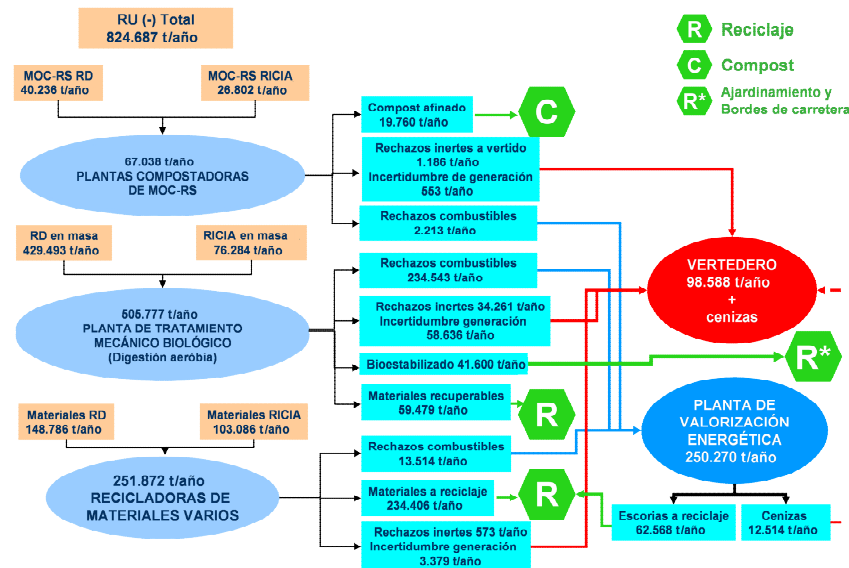 RU (-) Total
824.687 t/año
R
Reciclaje
C
Compost
R*
Ajardinamiento y
Bordes de carretera
MOC-RS RD
40.236 t/año
MOC-RS RICIA
26.802 t/año
67.038 t/año
PLANTAS COMPOSTADORAS
DE MOC-RS
Compost afinado
19.760 t/año
C
Rechazos inertes a vertido
1.186 t/año
Incertidumbre de generación
553 t/año
Rechazos combustibles
2.213 t/año
RD en masa
429.493 t/año
RICIA en masa
76.284 t/año
505.777 t/año
PLANTA DE TRATAMIENTO
MECÁNICO BIOLÓGICO
(Digestión aeróbia)
Rechazos combustibles
234.543 t/año
Rechazos inertes 34.261 t/año
Incertidumbre generación
58.636 t/año
Bioestabilizado 41.600 t/año
Materiales recuperables
59.479 t/año
R
VERTEDERO
98.588 t/año
+
cenizas
R*
Materiales RD
148.786 t/año
Materiales RICIA
103.086 t/año
251.872 t/año
RECICLADORAS DE
MATERIALES VARIOS
Rechazos combustibles
13.514 t/año
Materiales a reciclaje
234.406 t/año
R
Rechazos inertes 573 t/año
Incertidumbre generación
3.379 t/año
PLANTA DE
VALORIZACIÓN
ENERGÉTICA
250.270 t/año
Escorias a reciclaje
62.568 t/año
Cenizas
12.514 t/año